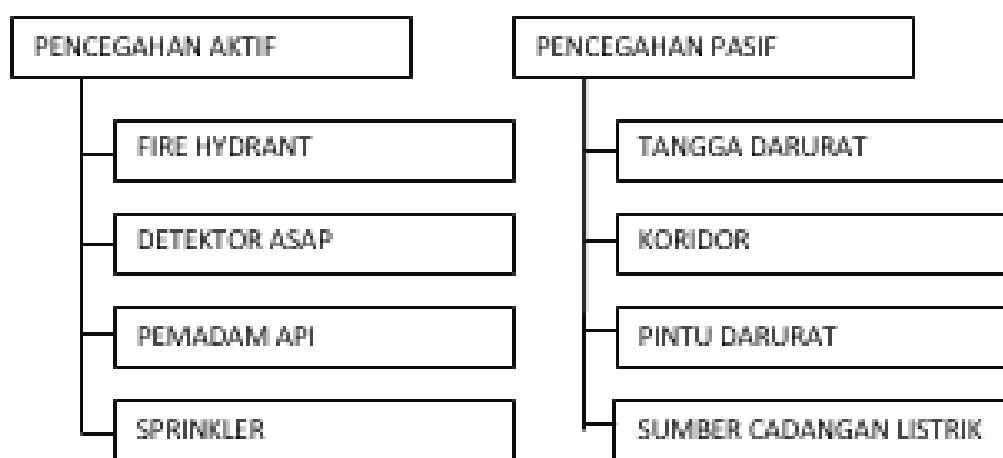 PENCEGAHAN AKTIF
FIRE HYDRANT
DETEKTOR ASAP
PEMADAM API
SPRINKLER
PENCEGAHAN PASIF
TANGGA DARURAT
KORIDOR
PINTU DARURAT
SUMBER CADANGAN LISTRIK